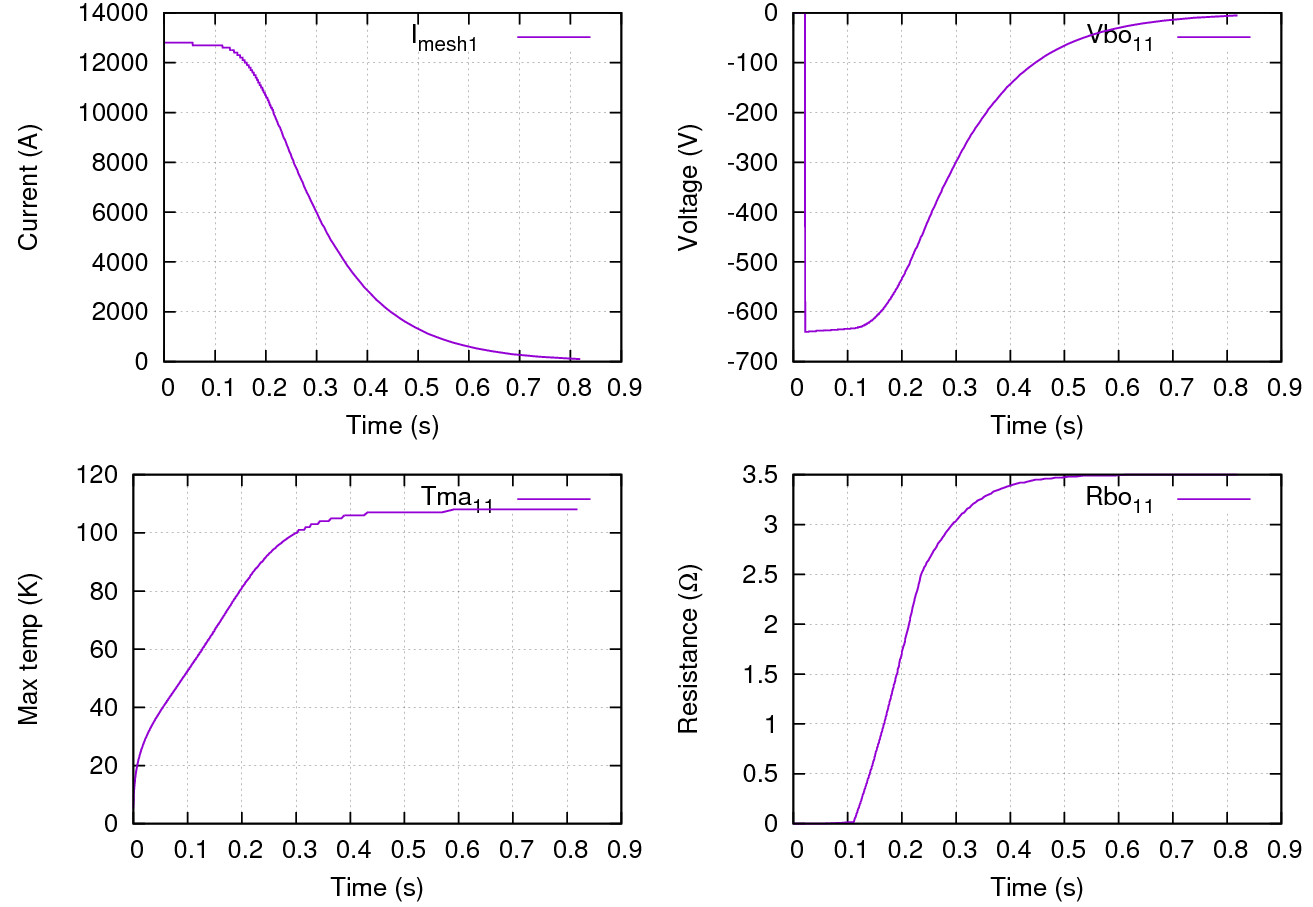 14000
12000
10000
8000
6000
4000
2000
0
Current (A)
I_mesh1
0 0.1 0.2 0.3 0.4 0.5 0.6 0.7 0.8 0.9
Time (s)
0
-100
-200
-300
-400
-500
-600
-700
Voltage (V)
Vbo_11
0 0.1 0.2 0.3 0.4 0.5 0.6 0.7 0.8 0.9
Time (s)
120
100
80
60
40
20
0
Max temp (K)
Tma_11
0 0.1 0.2 0.3 0.4 0.5 0.6 0.7 0.8 0.9
Time (s)
3.5
3
2.5
2
1.5
1
0.5
0
Resistance (Ω)
Rbo_11
0 0.1 0.2 0.3 0.4 0.5 0.6 0.7 0.8 0.9
Time (s)